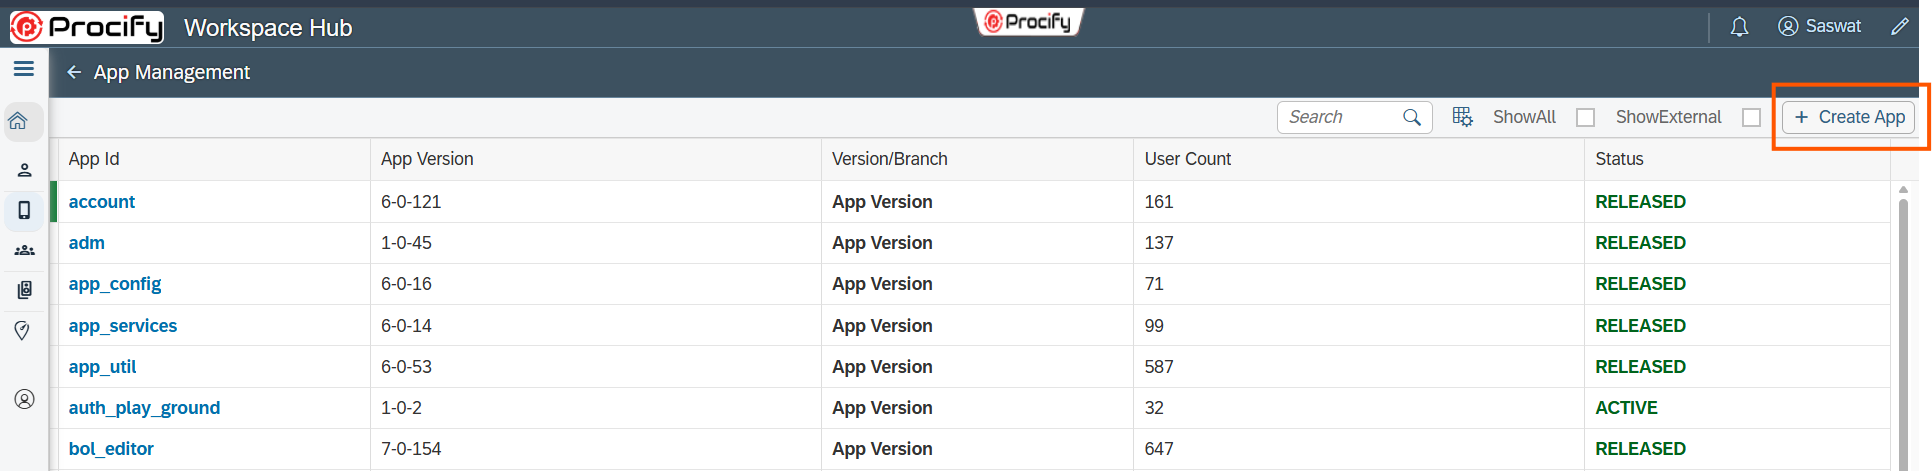 Procify Workspace Hub Procify Saswat
App Management
Search ShowAll ShowExternal + Create App
App Id App Version Version/Branch User Count Status
account 6-0-121 App Version 161 RELEASED
adm 1-0-45 App Version 137 RELEASED
app_config 6-0-16 App Version 71 RELEASED
app_services 6-0-14 App Version 99 RELEASED
app_util 6-0-53 App Version 587 RELEASED
auth_play_ground 1-0-2 App Version 32 ACTIVE
bol_editor 7-0-154 App Version 647 RELEASED